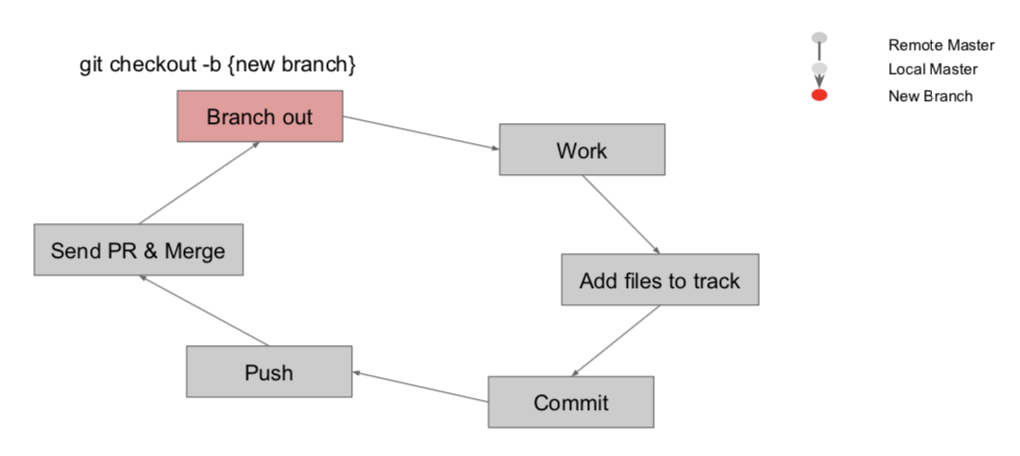 git checkout -b {new branch}
Branch out
Work
Add files to track
Commit
Push
Send PR & Merge
Remote Master
Local Master
New Branch